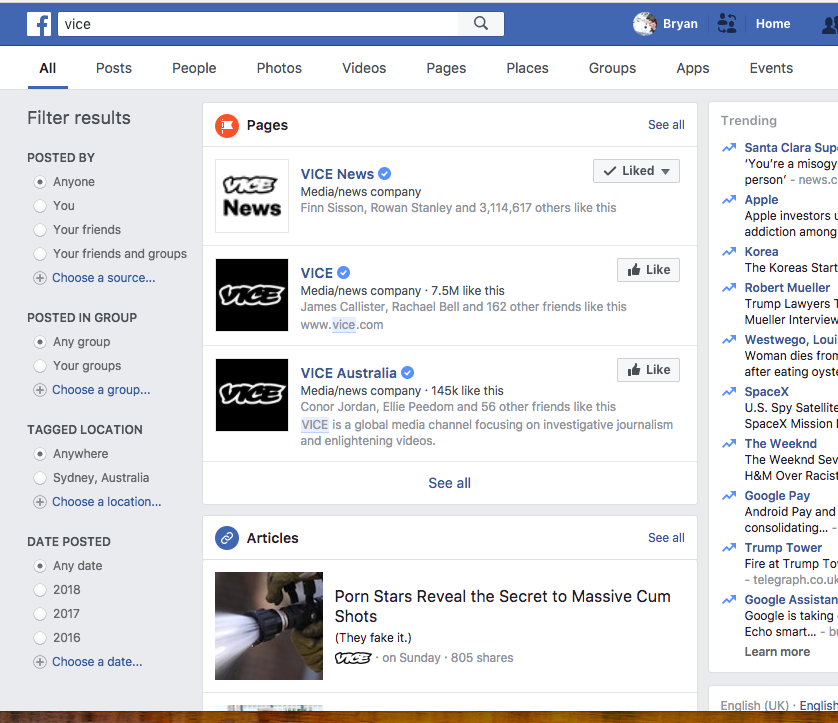 vice
Bryan
Home
All
Posts
People
Photos
Videos
Pages
Places
Groups
Apps
Events
Filter results
POSTED BY
Anyone
You
Your friends
Your friends and groups
Choose a source...
POSTED IN GROUP
Any group
Your groups
Choose a group...
TAGGED LOCATION
Anywhere
Sydney, Australia
Choose a location...
DATE POSTED
Any date
2018
2017
2016
Choose a date...
Pages
See all
VICE
News
VICE News
Media/news company
Finn Sisson, Rowan Stanley and 3,114,617 others like this
Liked
VICE
VICE
Media/news company · 7.5M like this
James Callister, Rachael Bell and 162 other friends like this
www.vice.com
Like
VICE
VICE Australia
Media/news company · 145k like this
Conor Jordan, Ellie Peedom and 56 other friends like this
VICE is a global media channel focusing on investigative journalism
and enlightening videos.
Like
See all
Articles
See all
Porn Stars Reveal the Secret to Massive Cum
Shots
(They fake it.)
VICE · on Sunday · 805 shares
Trending
Santa Clara Sup
'You're a misogy
person' - news.c
Apple
Apple investors u
addiction among
Korea
The Koreas Start
Robert Mueller
Trump Lawyers T
Mueller Interview
Westwego, Loui
Woman dies from
after eating oyste
SpaceX
U.S. Spy Satellite
SpaceX Mission
The Weeknd
The Weeknd Sev
H&M Over Racist
Google Pay
Android Pay and
consolidating... -
Trump Tower
Fire at Trump To
- telegraph.co.uk
Google Assistan
Google is taking
Echo smart... - b
Learn more
English (UK) · English